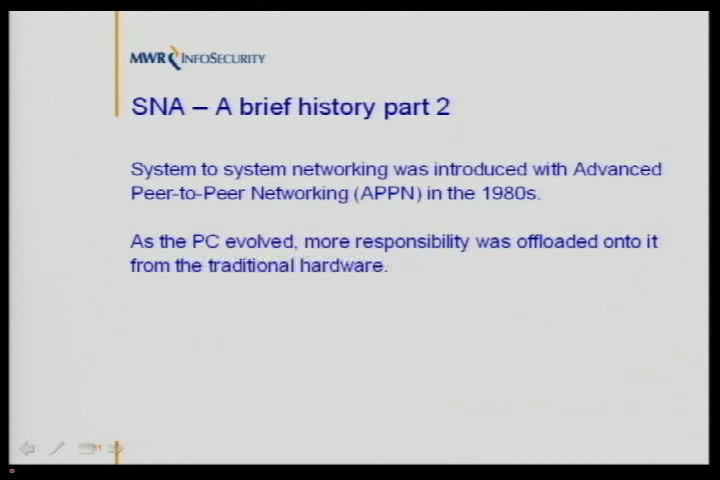 MWR INFOSECURITY
SNA – A brief history part 2
System to system networking was introduced with Advanced
Peer-to-Peer Networking (APPN) in the 1980s.
As the PC evolved, more responsibility was offloaded onto it
from the traditional hardware.
11